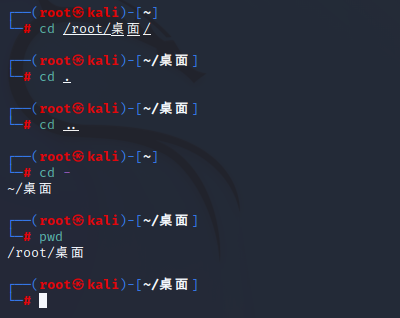 ┌──(root㉿kali)-[~]
└─# cd /root/桌面/
┌──(root㉿kali)-[~/桌面]
└─# cd .
┌──(root㉿kali)-[~/桌面]
└─# cd ..
┌──(root㉿kali)-[~]
└─# cd -
~/桌面
┌──(root㉿kali)-[~/桌面]
└─# pwd
/root/桌面
┌──(root㉿kali)-[~/桌面]
└─#